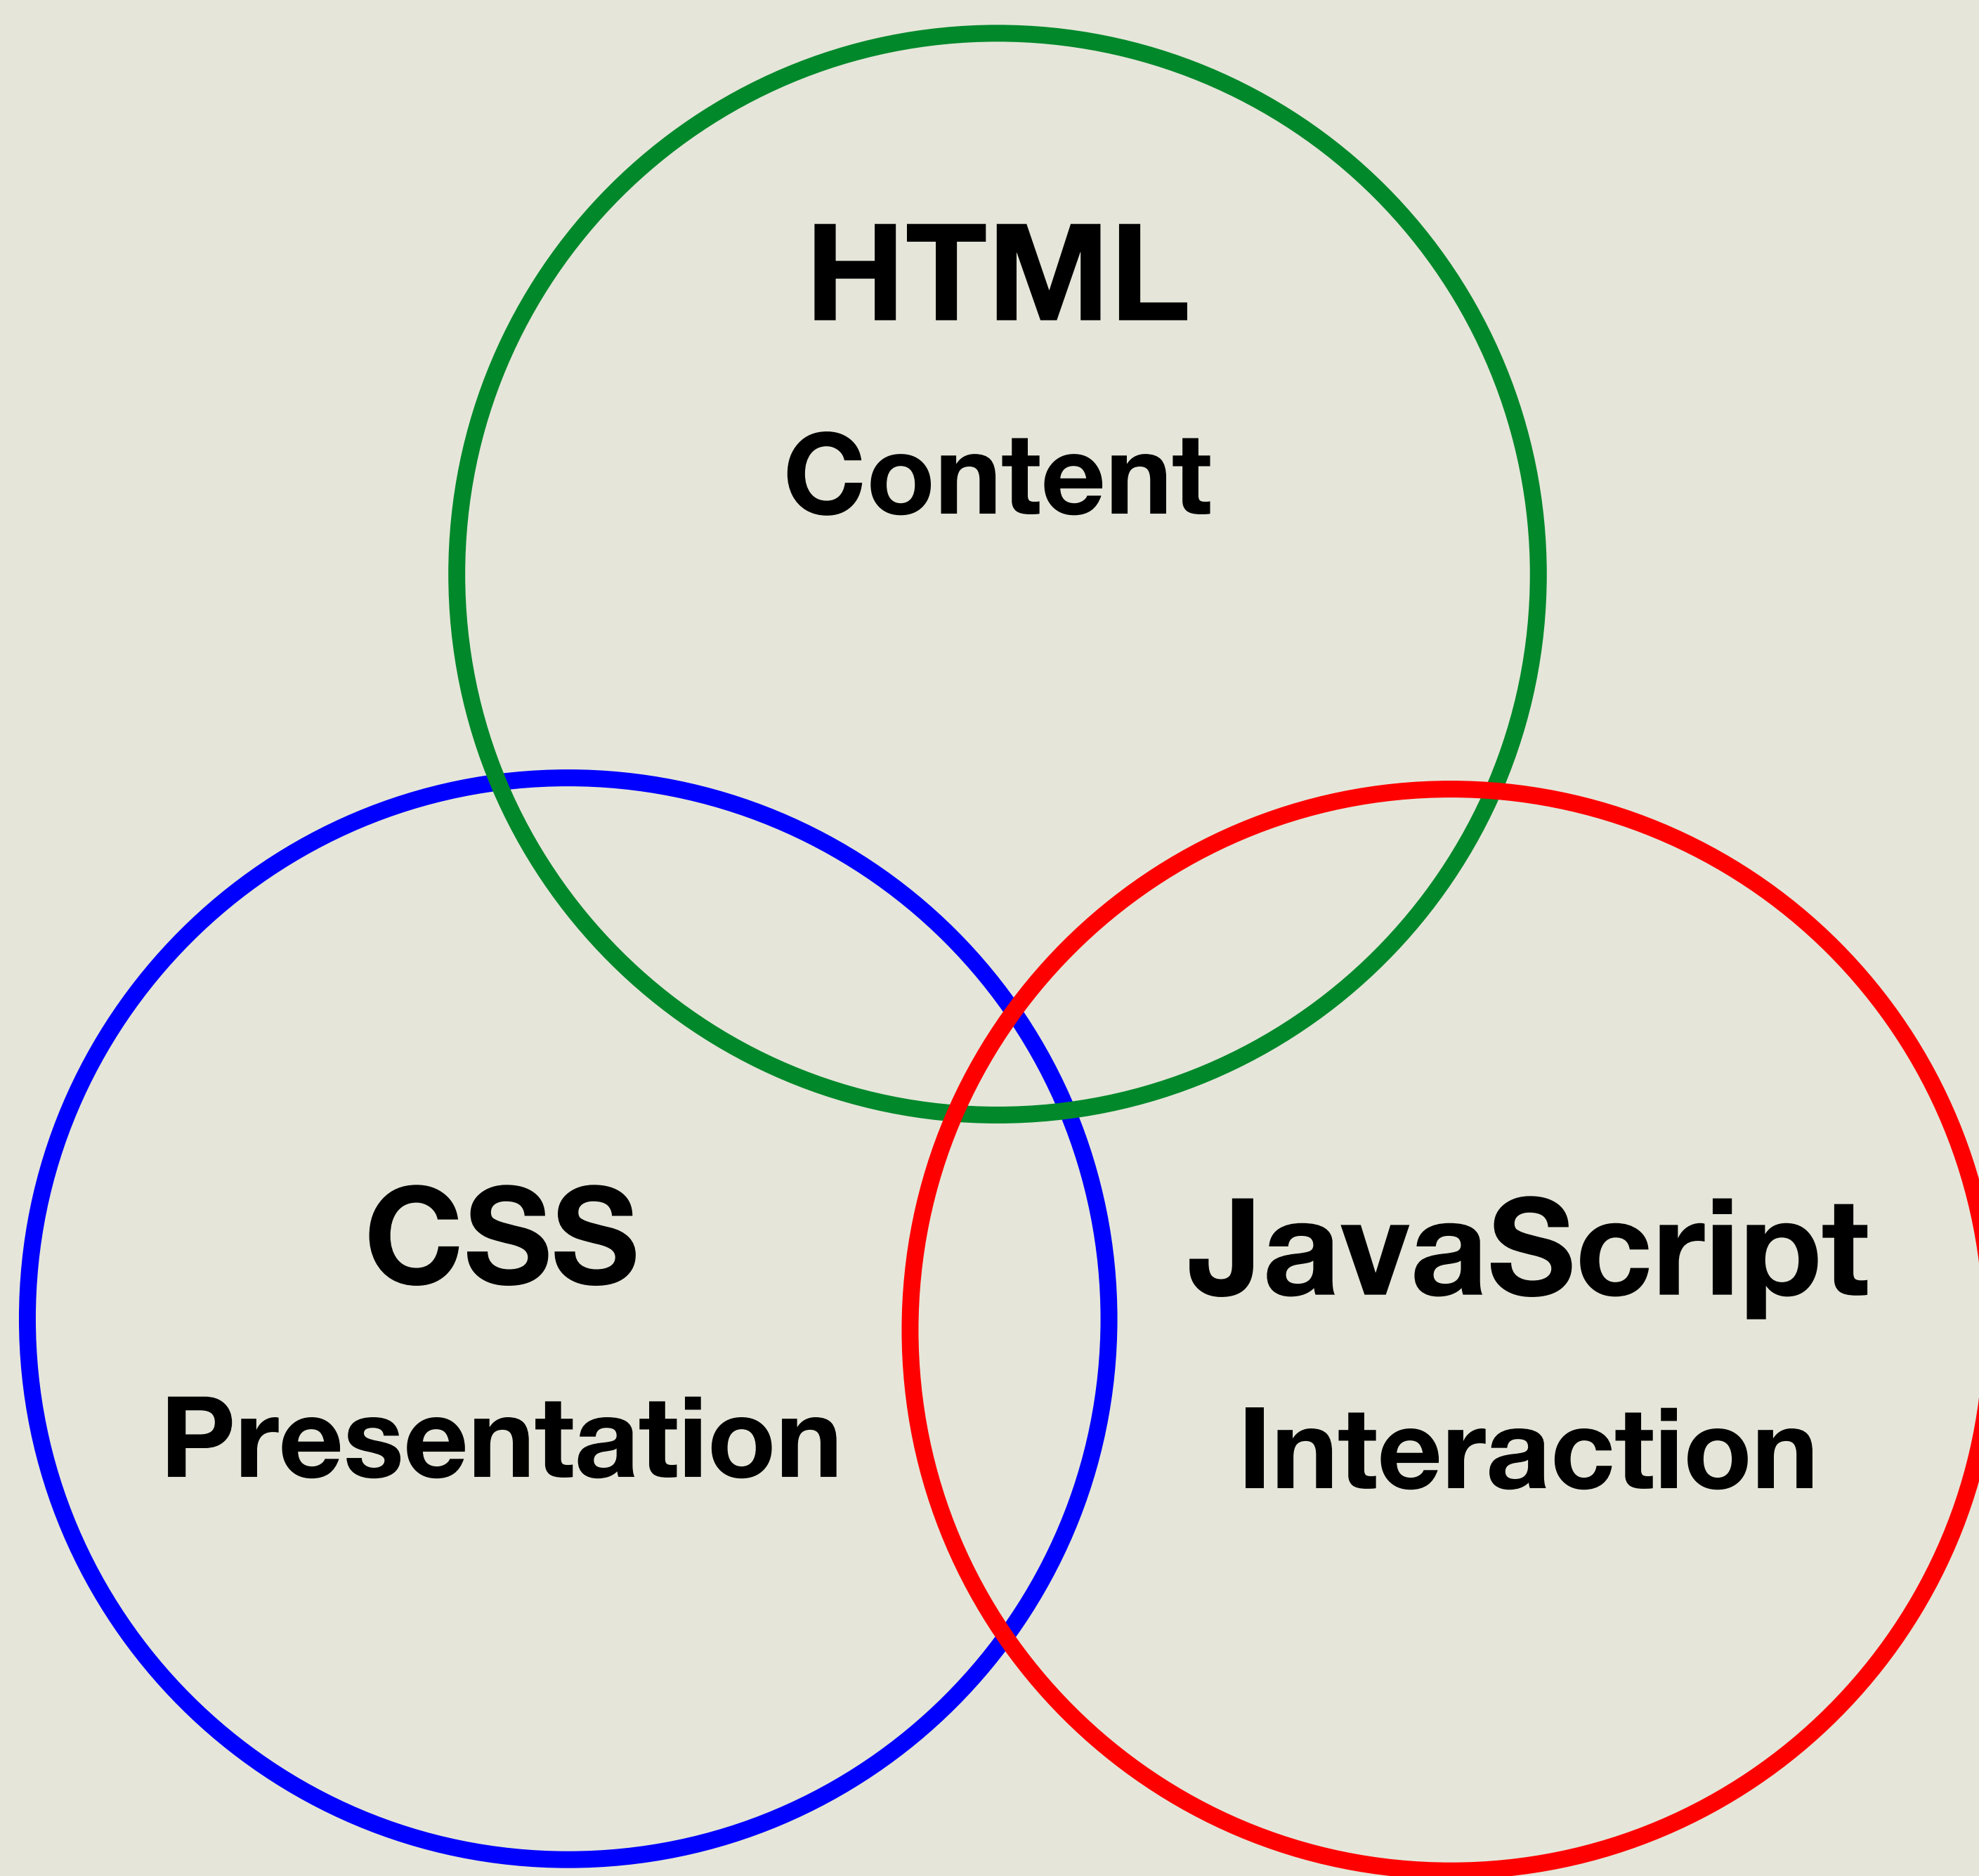 HTML
Content
CSS
Presentation
JavaScript
Interaction